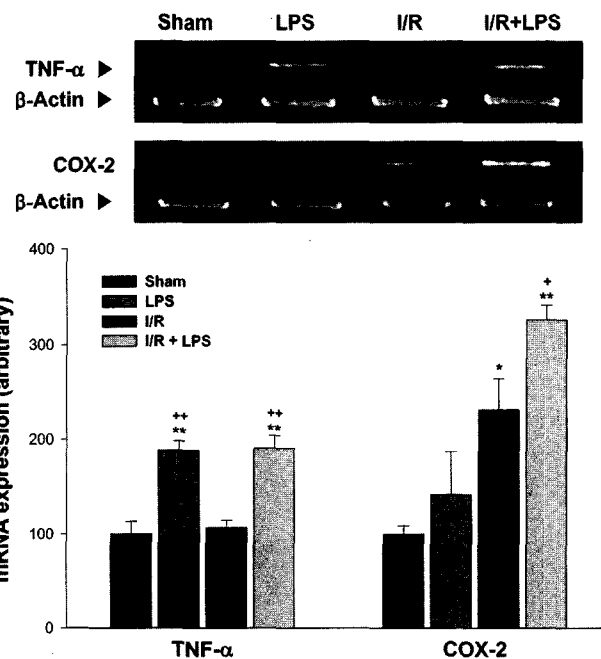 Sham LPS I/R I/R+LPS
TNF-α ►
β-Actin ►
COX-2
β-Actin ►
mRNA expression (arbitrary)
400
300
200
100
0
Sham
LPS
I/R
I/R + LPS
++
**
++
**
*
+
**
TNF-α COX-2